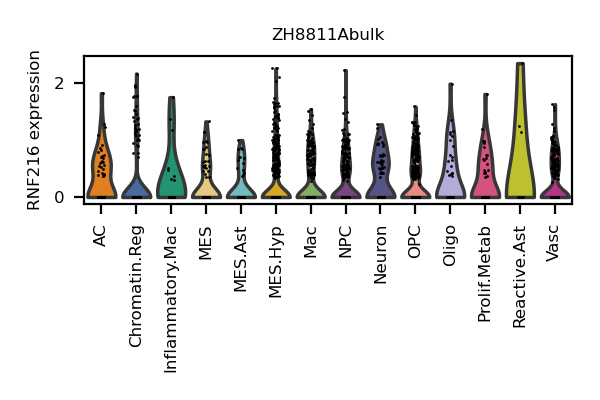 ZH8811Abulk
RNF216 expression
2
0
AC
Chromatin.Reg
Inflammatory.Mac
MES
MES.Ast
MES.Hyp
Mac
NPC
Neuron
OPC
Oligo
Prolif.Metab
Reactive.Ast
Vasc